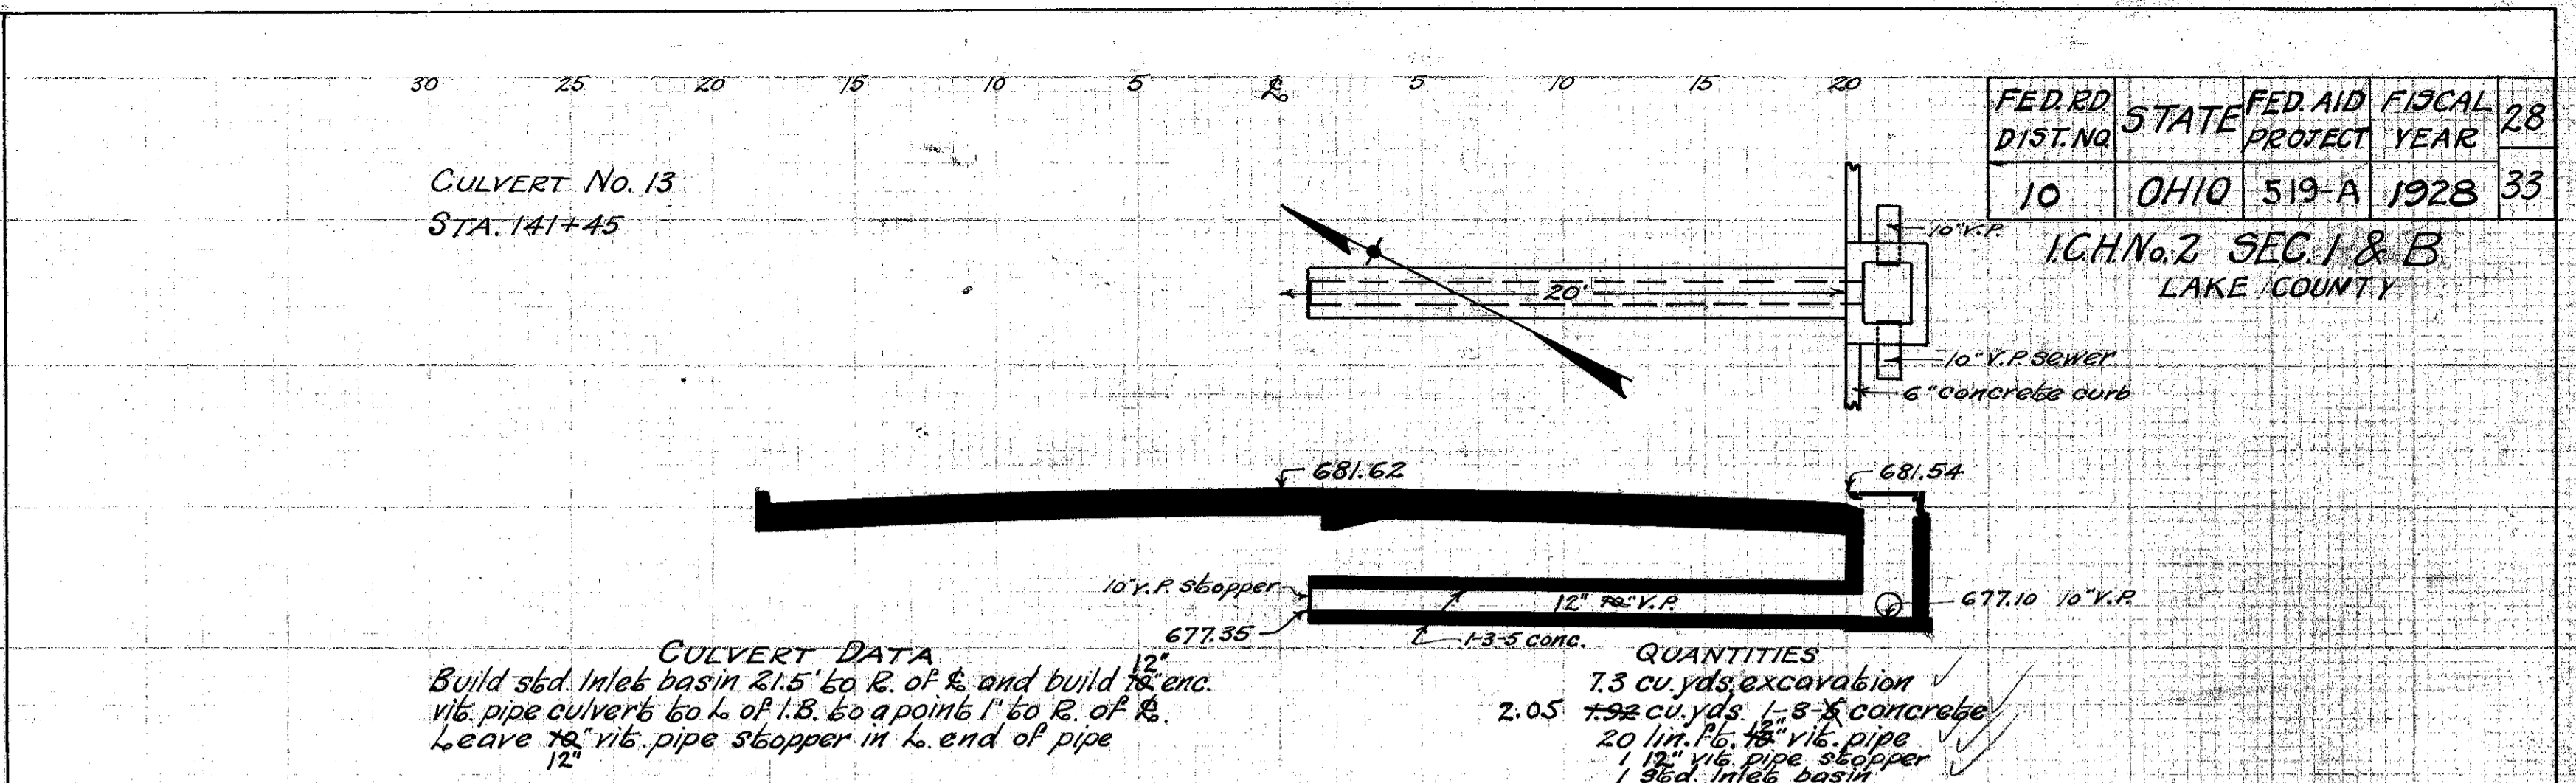 30 25 20 15 10 5 ℄ 5 10 15 20
FED. RD. DIST. NO. STATE FED. AID PROJECT FISCAL YEAR 28
10 OHIO 519-A 1928 33
I.C.H. No. 2 SEC. I & B
LAKE COUNTY
CULVERT No. 13
STA. 141+45
10" V.P.
20'
10" V.P. sewer
6" concrete curb
681.62
681.54
10" V.P. stopper
12" 10" V.P.
677.10 10" V.P.
677.35
1-3-5 conc.
CULVERT DATA
Build std. Inlet basin 21.5' to R. of ℄ and build 12" 10" enc.
vit. pipe culvert to L of I.B. to a point 1' to R. of ℄.
Leave 10" vit. pipe stopper in L. end of pipe
12"
QUANTITIES
7.3 cu. yds. excavation
2.05 1.92 cu. yds. 1-3-5 concrete
20 lin. ft. 12" 10" vit. pipe
1 12" vit. pipe stopper
1 Std. Inlet basin